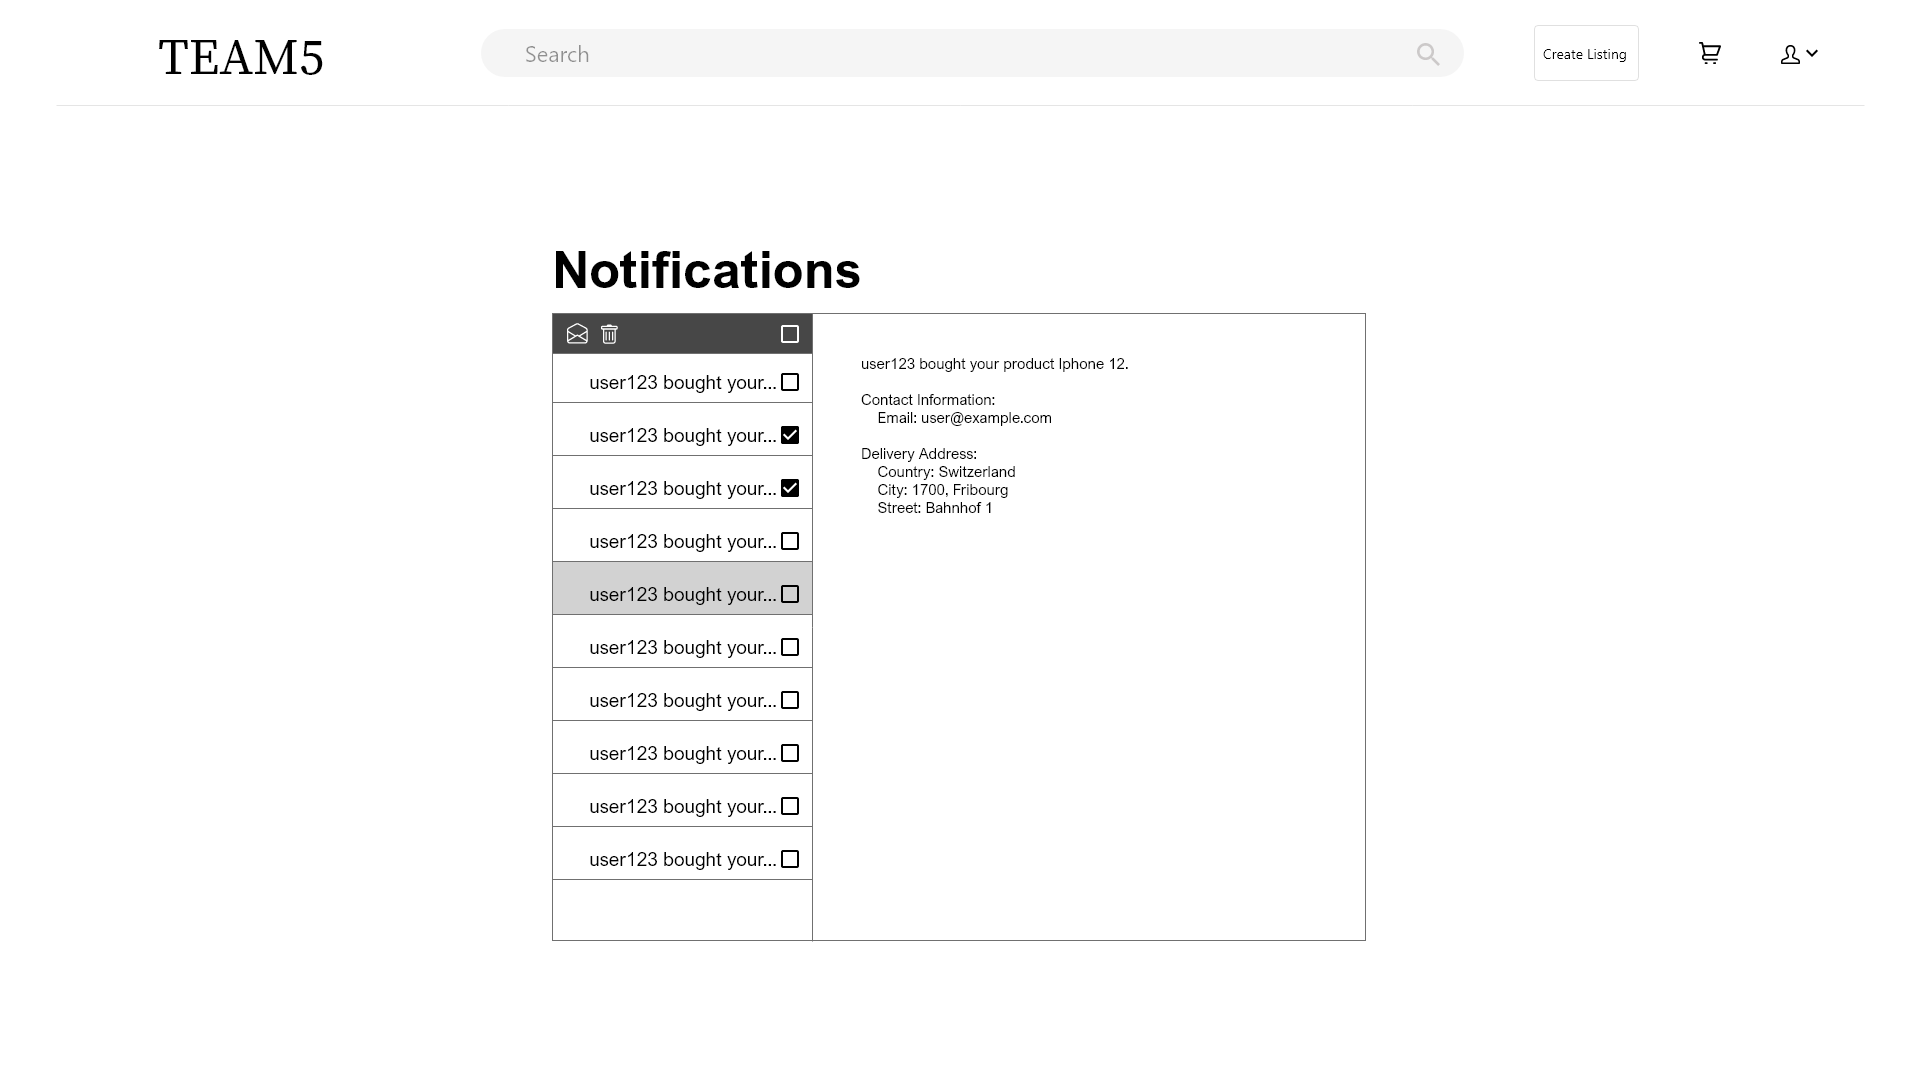 TEAM5
Search
Create Listing
Notifications
user123 bought your...
user123 bought your...
user123 bought your...
user123 bought your...
user123 bought your...
user123 bought your...
user123 bought your...
user123 bought your...
user123 bought your...
user123 bought your...
user123 bought your product Iphone 12.
Contact Information:
Email: user@example.com
Delivery Address:
Country: Switzerland
City: 1700, Fribourg
Street: Bahnhof 1